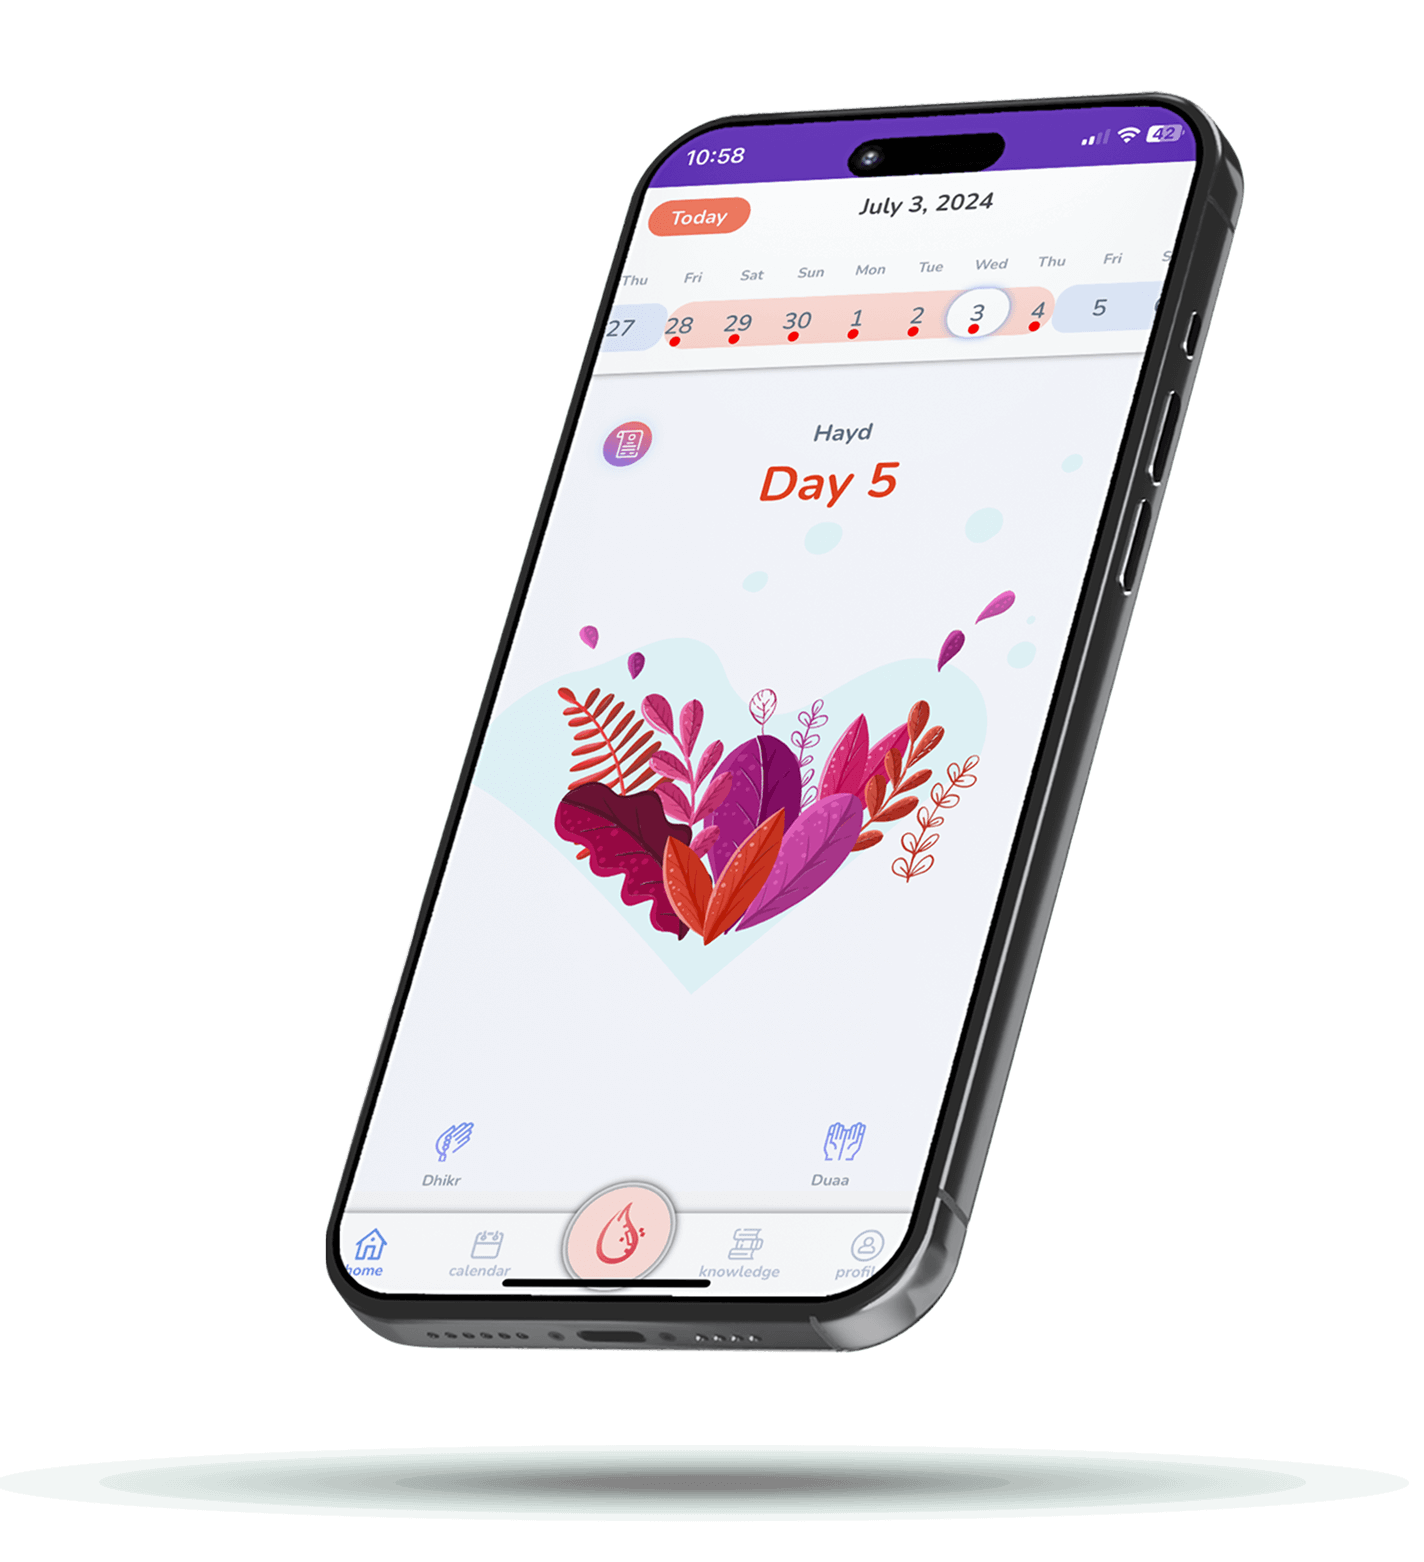 10:58 42
Today July 3, 2024
Thu Fri Sat Sun Mon Tue Wed Thu Fri S
27 28 29 30 1 2 3 4 5
Hayd
Day 5
Dhikr Duaa
home calendar knowledge profil